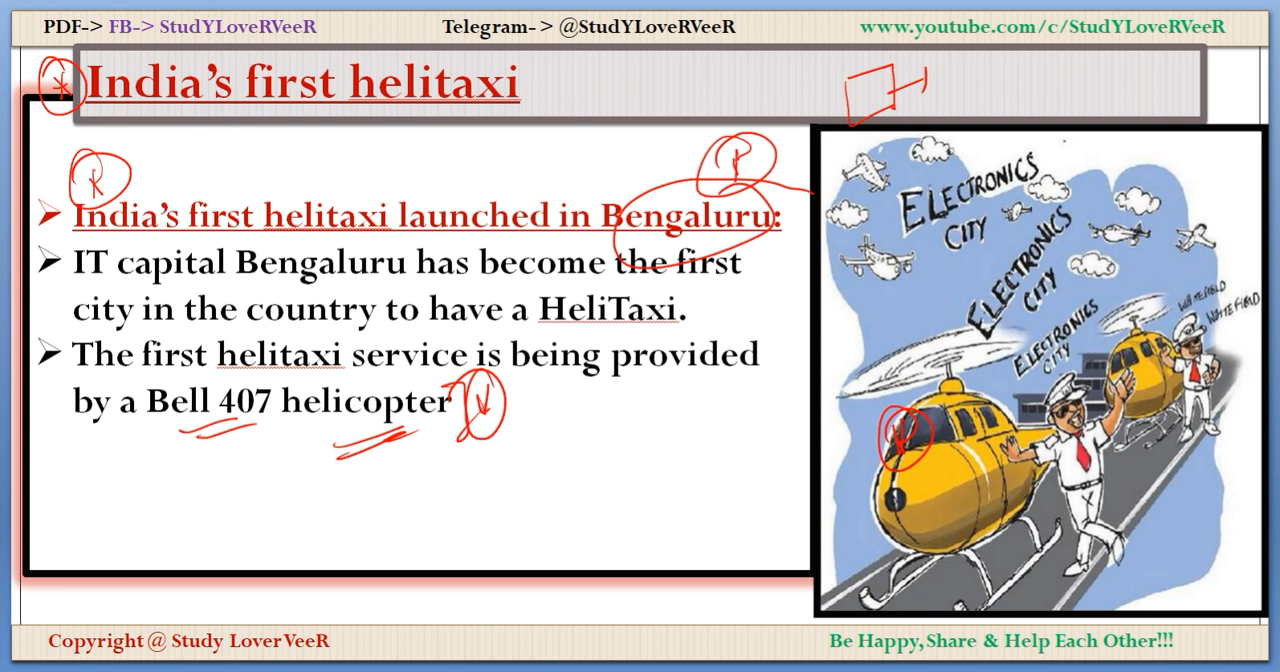 PDF-> FB-> StudYLoveRVeeR
Telegram- > @StudYLoveRVeeR
www.youtube.com/c/StudYLoveRVeeR
India's first helitaxi
India's first helitaxi launched in Bengaluru:
IT capital Bengaluru has become the first
city in the country to have a HeliTaxi.
The first helitaxi service is being provided
by a Bell 407 helicopter
ELECTRONICS
CITY
ELECTRONICS
CITY
ELECTRONICS
CITY
WHITEFIELD
WHITEFIELD
Copyright @ Study LoverVeeR
Be Happy,Share & Help Each Other!!!